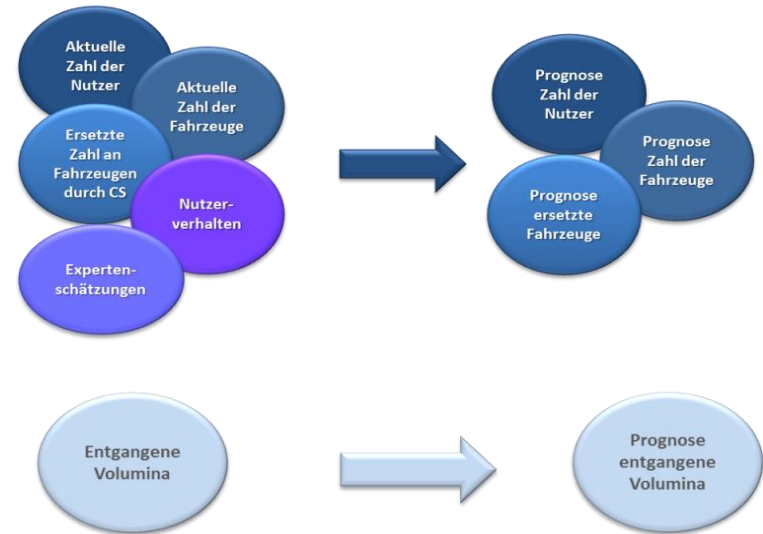 Aktuelle
Zahl der
Nutzer
Aktuelle
Zahl der
Fahrzeuge
Ersetzte
Zahl an
Fahrzeugen
durch CS
Nutzer-
verhalten
Experten-
schätzungen
Prognose
Zahl der
Nutzer
Prognose
Zahl der
Fahrzeuge
Prognose
ersetzte
Fahrzeuge
Entgangene
Volumina
Prognose
entgangene
Volumina